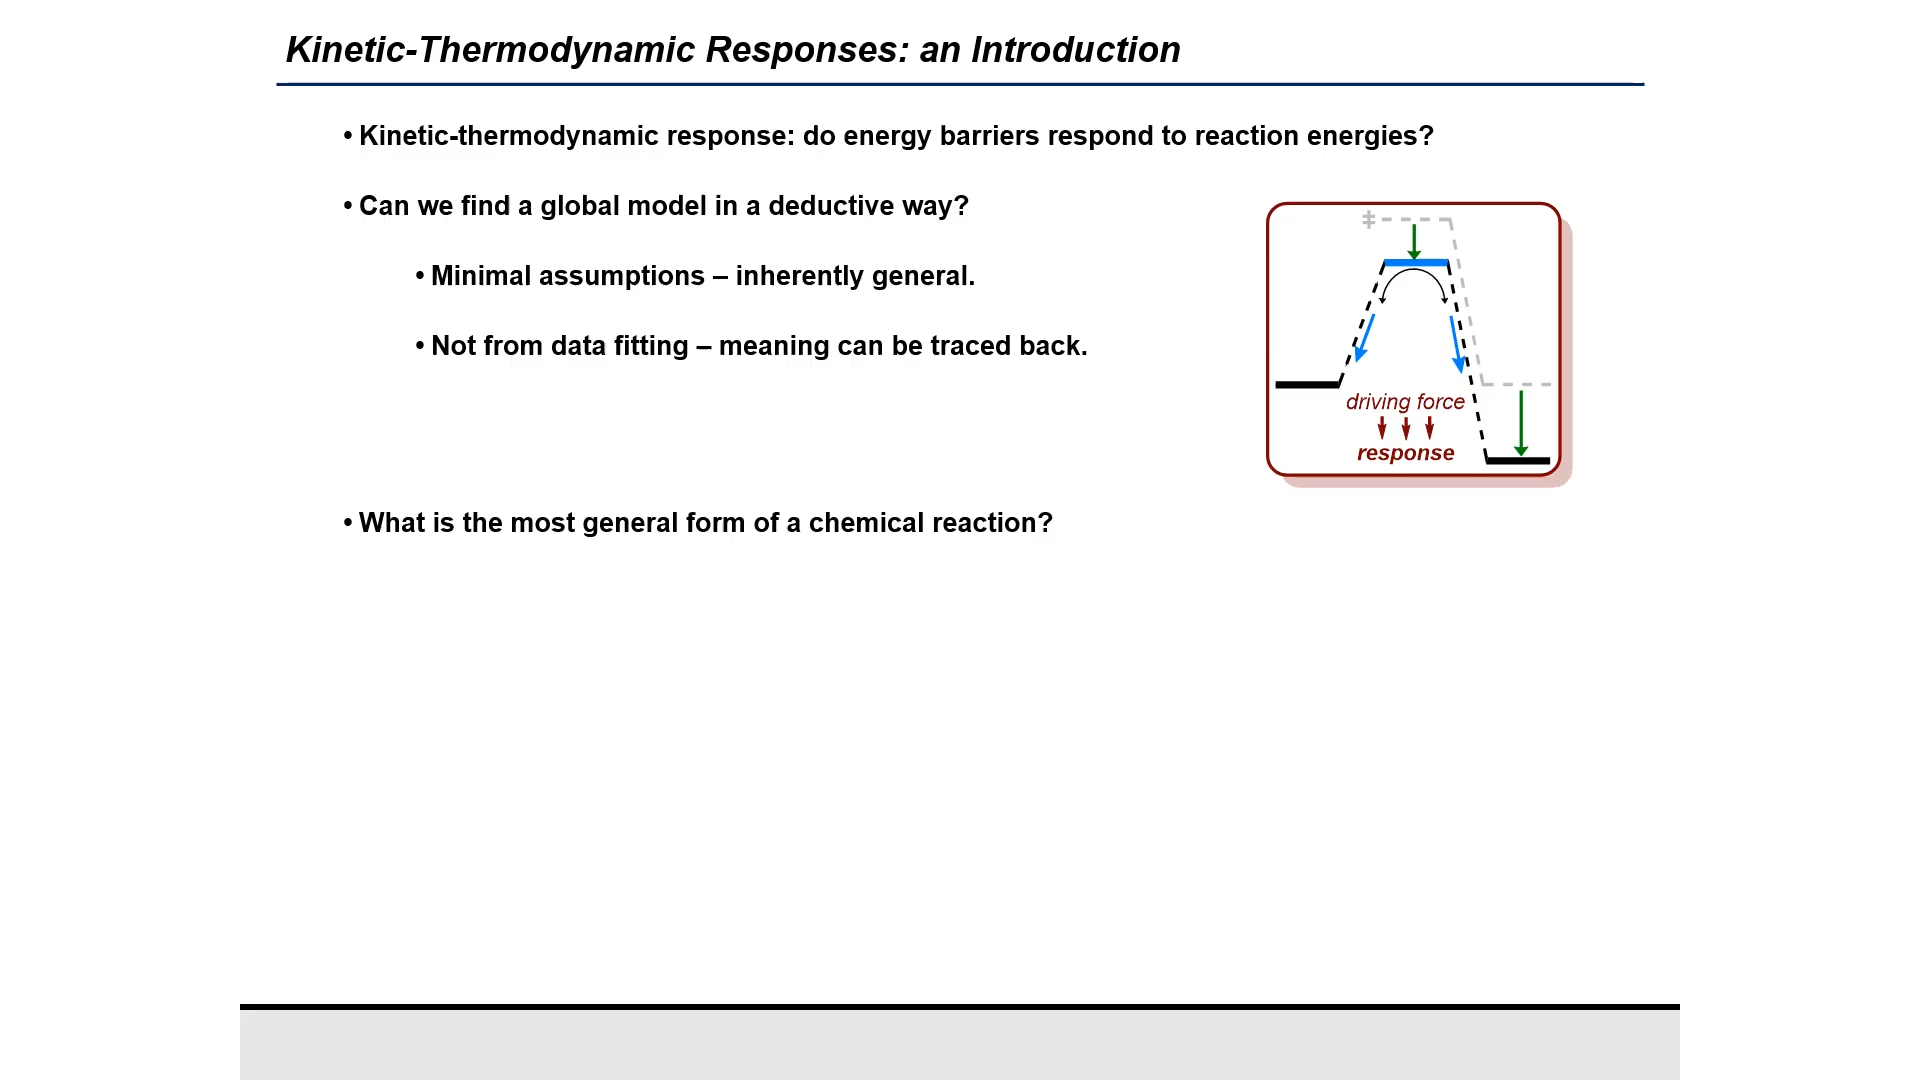 Kinetic-Thermodynamic Responses: an Introduction
• Kinetic-thermodynamic response: do energy barriers respond to reaction energies?
• Can we find a global model in a deductive way?
• Minimal assumptions – inherently general.
• Not from data fitting – meaning can be traced back.
‡
driving force
response
• What is the most general form of a chemical reaction?